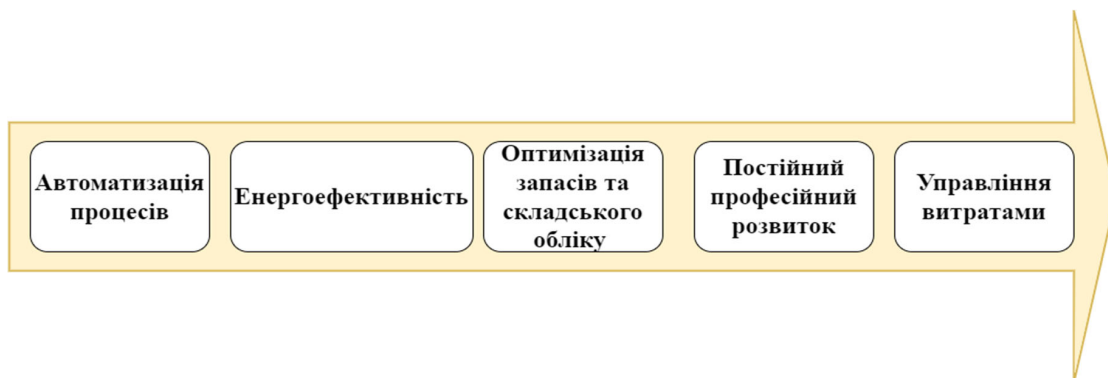 Автоматизація
процесів
Енергоефективність
Оптимізація
запасів та
складського
обліку
Постійний
професійний
розвиток
Управління
витратами